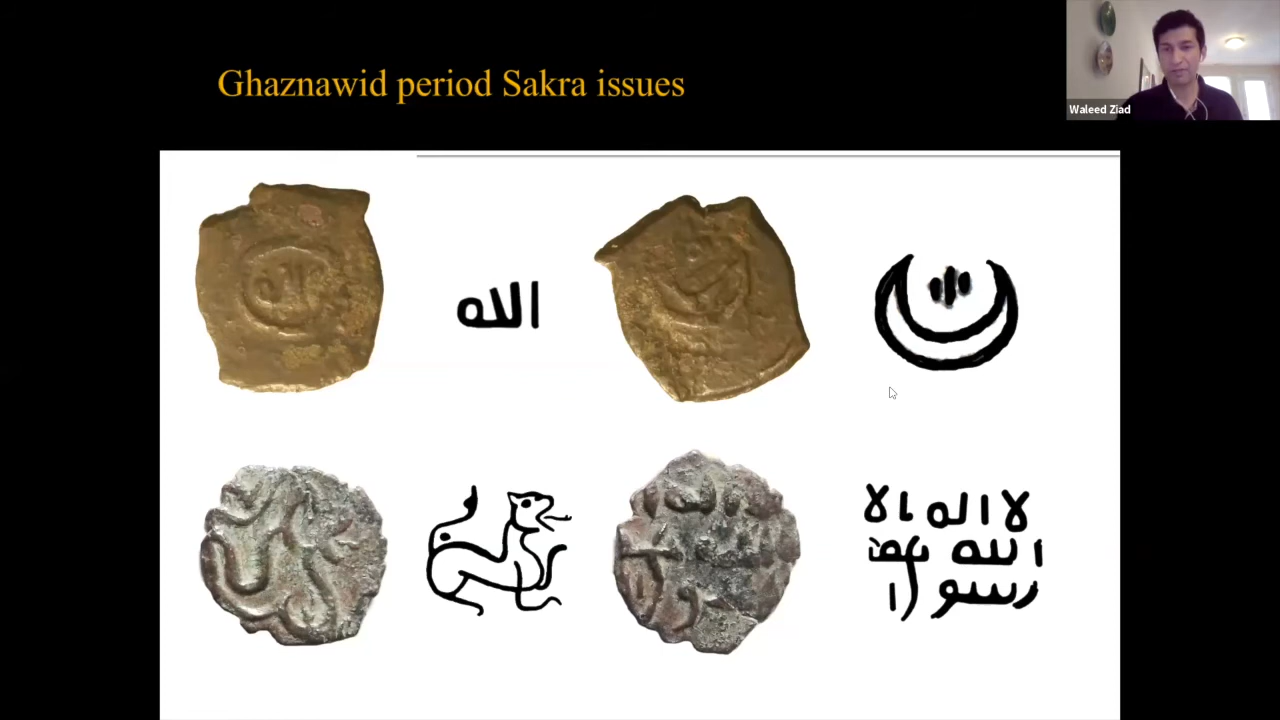 Ghaznawid period Sakra issues
Waleed Ziad
الله
لا اله الا
الله محمد
رسول ا